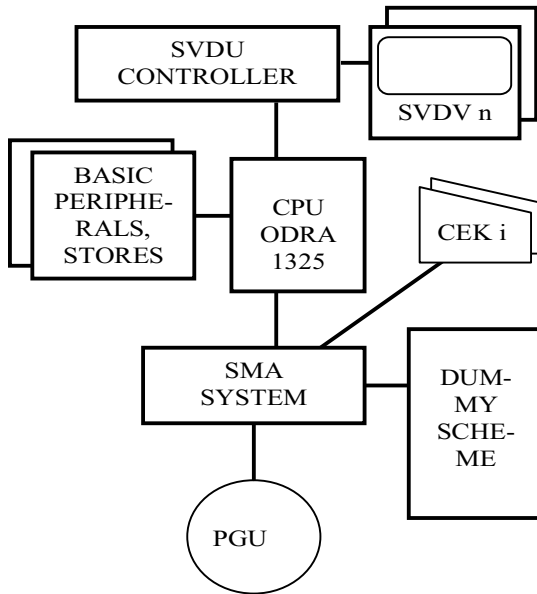 SVDU
CONTROLLER
SVDV n
BASIC
PERIPHE-
RALS,
STORES
CPU
ODRA
1325
CEK i
SMA
SYSTEM
DUM-
MY
SCHE-
ME
PGU